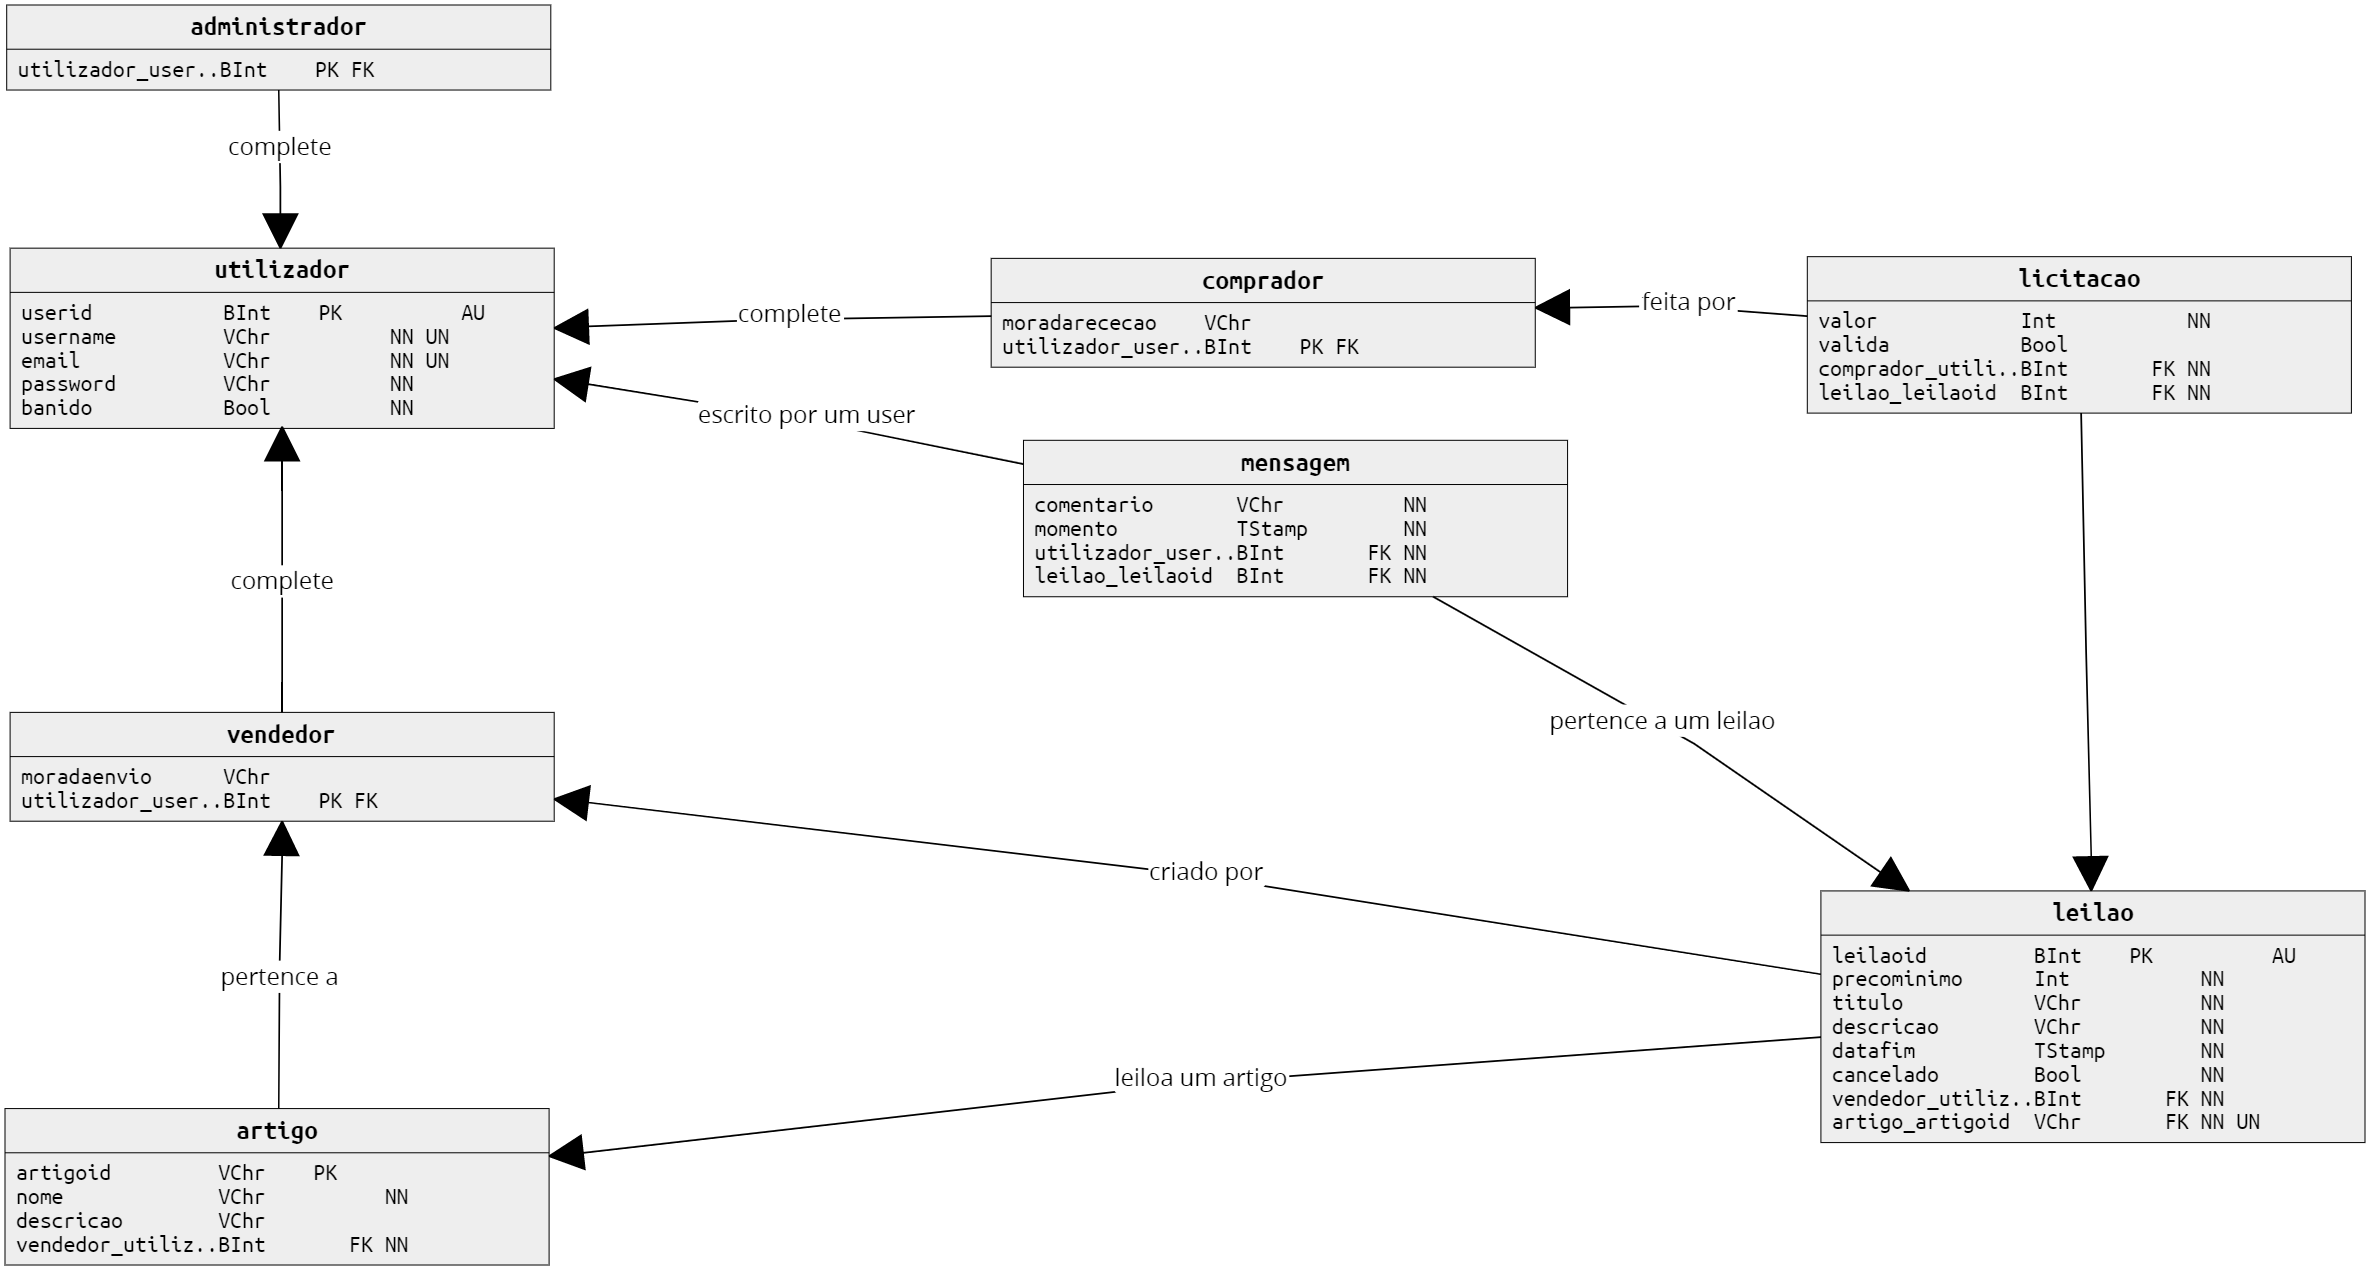 administrador
utilizador_user..BInt PK FK
complete
utilizador
userid BInt PK AU
username VChr NN UN
email VChr NN UN
password VChr NN
banido Bool NN
complete
comprador
moradarececao VChr
utilizador_user..BInt PK FK
feita por
licitacao
valor Int NN
valida Bool
comprador_utili..BInt FK NN
leilao_leilaoid BInt FK NN
escrito por um user
mensagem
comentario VChr NN
momento TStamp NN
utilizador_user..BInt FK NN
leilao_leilaoid BInt FK NN
complete
pertence a um leilao
vendedor
moradaenvio VChr
utilizador_user..BInt PK FK
criado por
pertence a
leilao
leilaoid BInt PK AU
precominimo Int NN
titulo VChr NN
descricao VChr NN
datafim TStamp NN
cancelado Bool NN
vendedor_utiliz..BInt FK NN
artigo_artigoid VChr FK NN UN
leiloa um artigo
artigo
artigoid VChr PK
nome VChr NN
descricao VChr
vendedor_utiliz..BInt FK NN